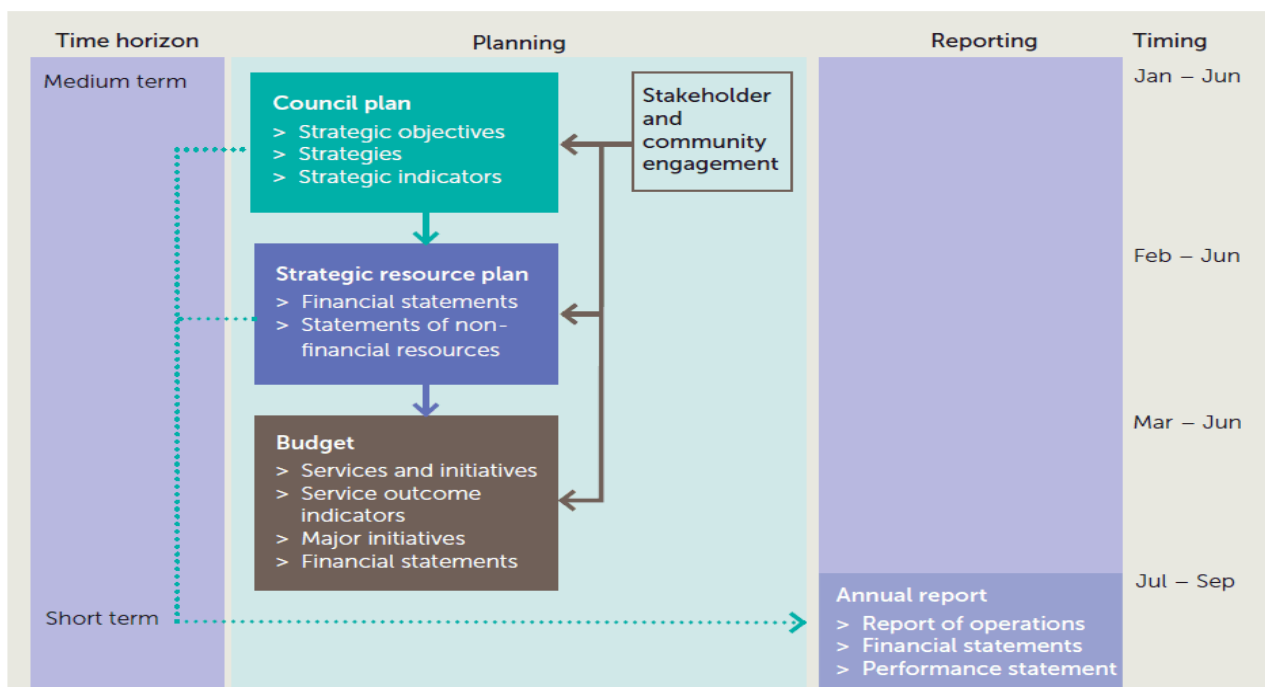 Time horizon
Planning
Reporting
Timing
Medium term
Council plan
> Strategic objectives
> Strategies
> Strategic indicators
Stakeholder
and
community
engagement
Jan – Jun
Strategic resource plan
> Financial statements
> Statements of non-
financial resources
Feb – Jun
Budget
> Services and initiatives
> Service outcome
indicators
> Major initiatives
> Financial statements
Mar – Jun
Short term
Annual report
> Report of operations
> Financial statements
> Performance statement
Jul – Sep